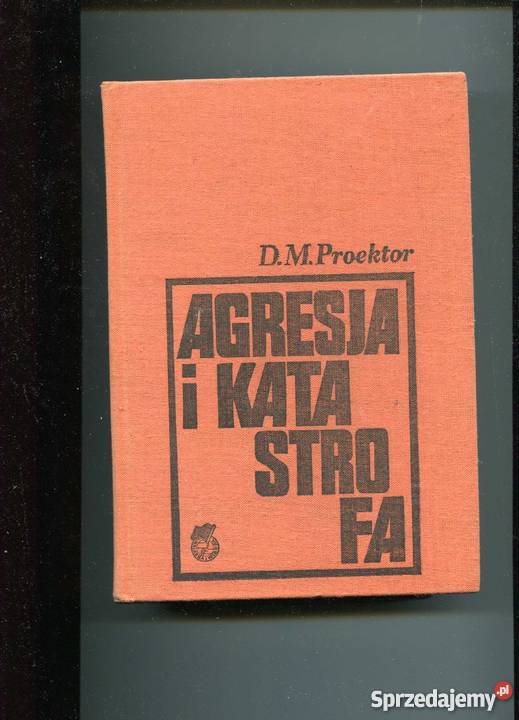 D.M.Proektor
AGRESJA
i KATA
STRO
FA
Sprzedajemy.pl